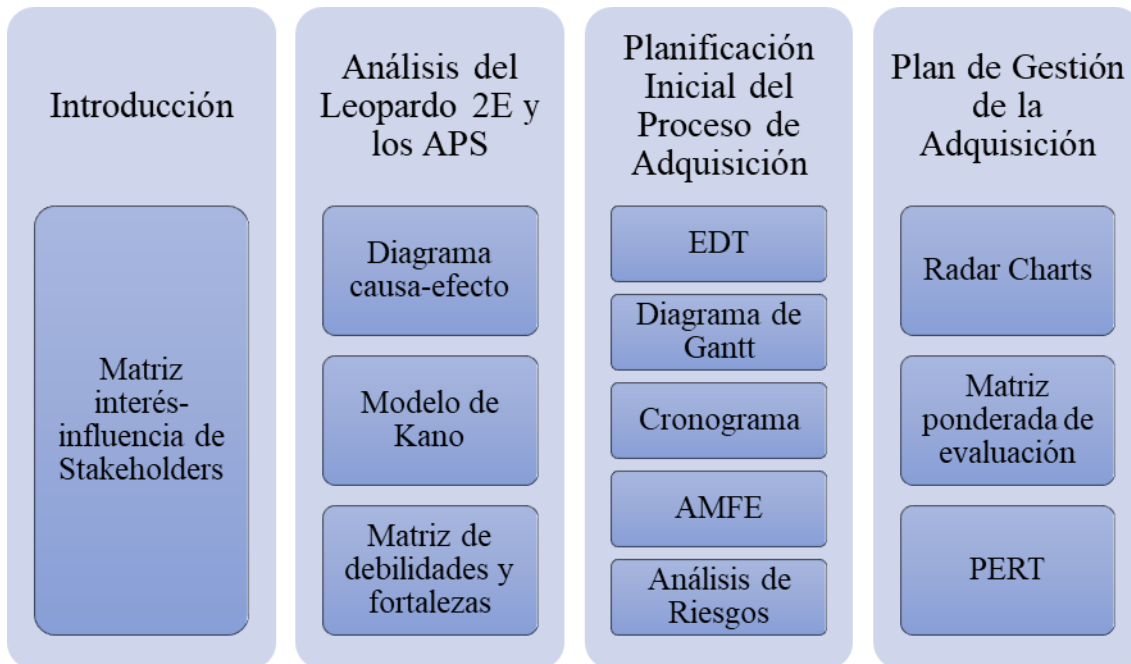 Introducción
Matriz
interés-
influencia de
Stakeholders
Análisis del
Leopardo 2E y
los APS
Diagrama
causa-efecto
Modelo de
Kano
Matriz de
debilidades y
fortalezas
Planificación
Inicial del
Proceso de
Adquisición
EDT
Diagrama de
Gantt
Cronograma
AMFE
Análisis de
Riesgos
Plan de Gestión
de la
Adquisición
Radar Charts
Matriz
ponderada de
evaluación
PERT